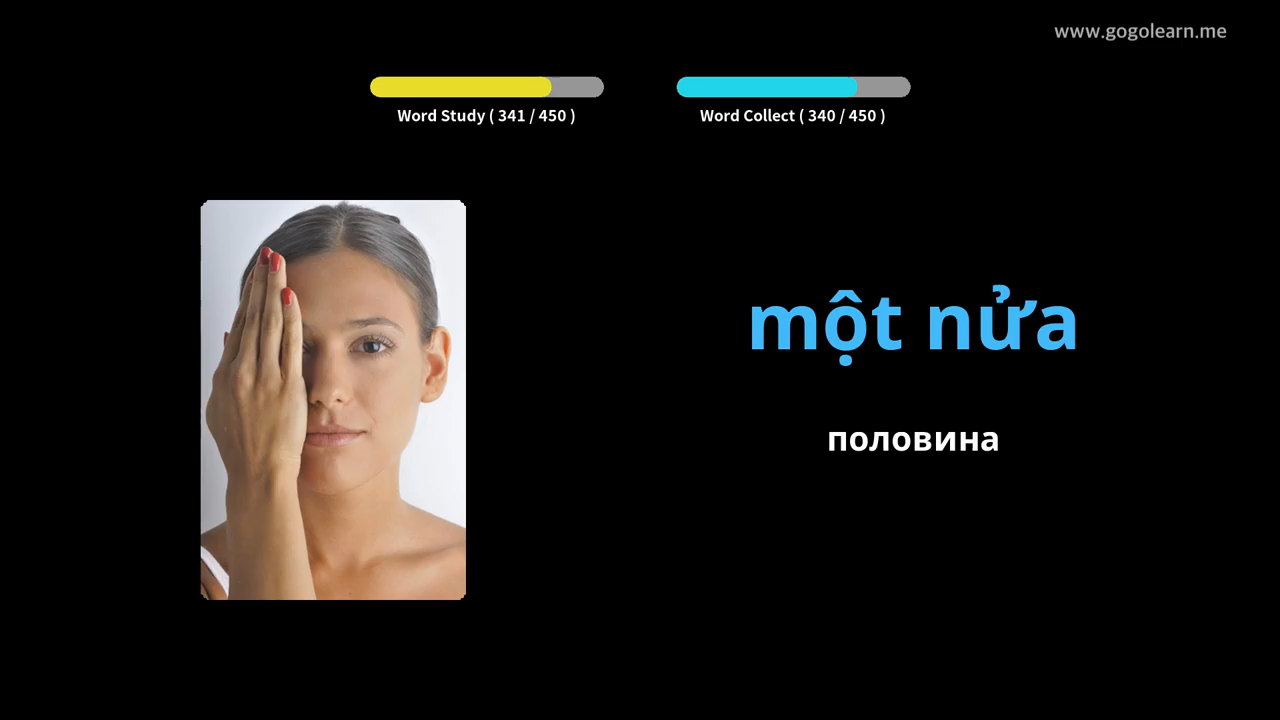 www.gogolearn.me
Word Study ( 341 / 450 )
Word Collect ( 340 / 450 )
một nửa
половина